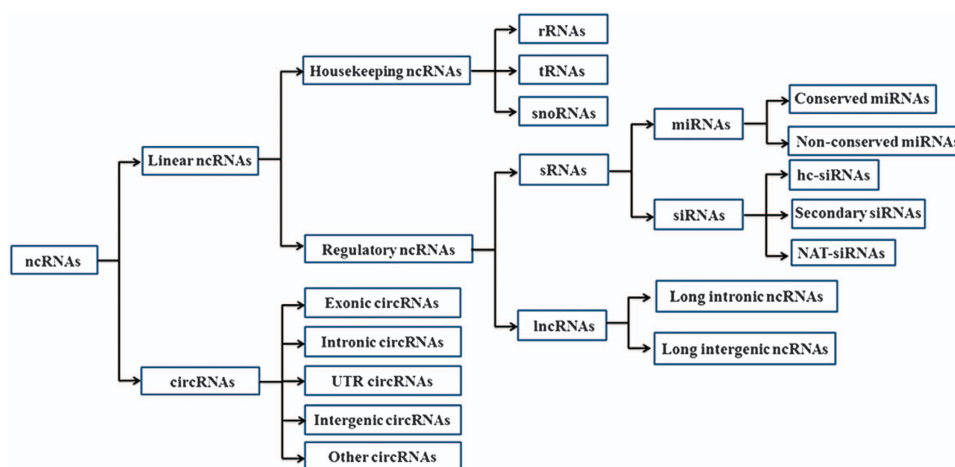 rRNAs
Housekeeping ncRNAs
tRNAs
snoRNAs
Conserved miRNAs
miRNAs
Non-conserved miRNAs
Linear ncRNAs
sRNAs
hc-siRNAs
siRNAs
Secondary siRNAs
NAT-siRNAs
Regulatory ncRNAs
ncRNAs
Long intronic ncRNAs
lncRNAs
Long intergenic ncRNAs
Exonic circRNAs
Intronic circRNAs
circRNAs
UTR circRNAs
Intergenic circRNAs
Other circRNAs